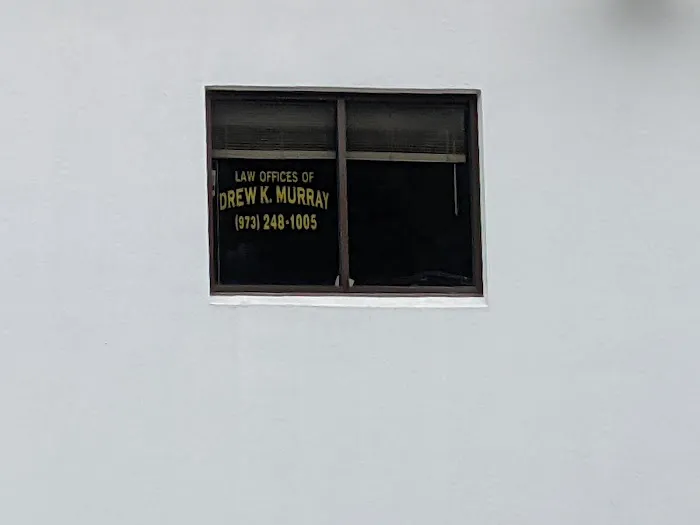 LAW OFFICES OF
DREW K. MURRAY
(973) 248-1005